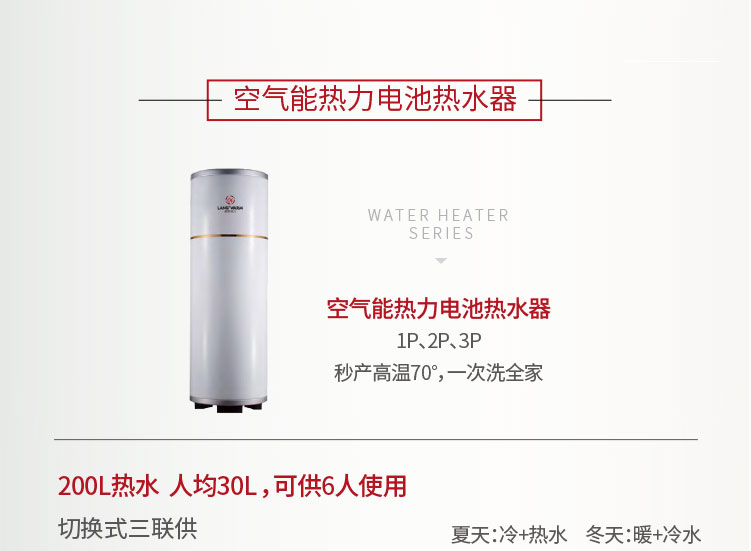 空气能热力电池热水器
LANG WARM
WATER HEATER
SERIES
空气能热力电池热水器
1P、2P、3P
秒产高温70°，一次洗全家
200L热水 人均30L，可供6人使用
切换式三联供
夏天：冷+热水 冬天：暖+冷水